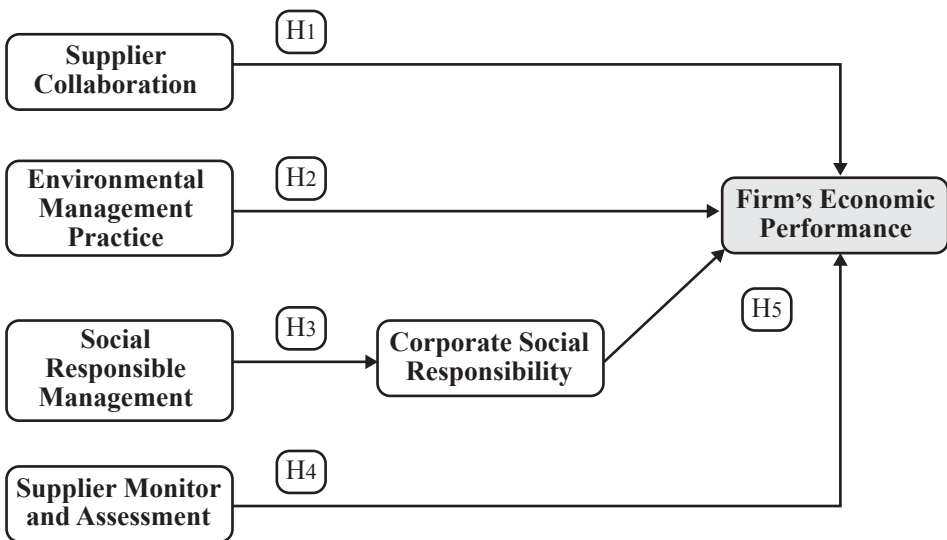 H1
Supplier
Collaboration
H2
Environmental
Management
Practice
Firm's Economic
Performance
H3
Social
Responsible
Management
Corporate Social
Responsibility
H5
H4
Supplier Monitor
and Assessment